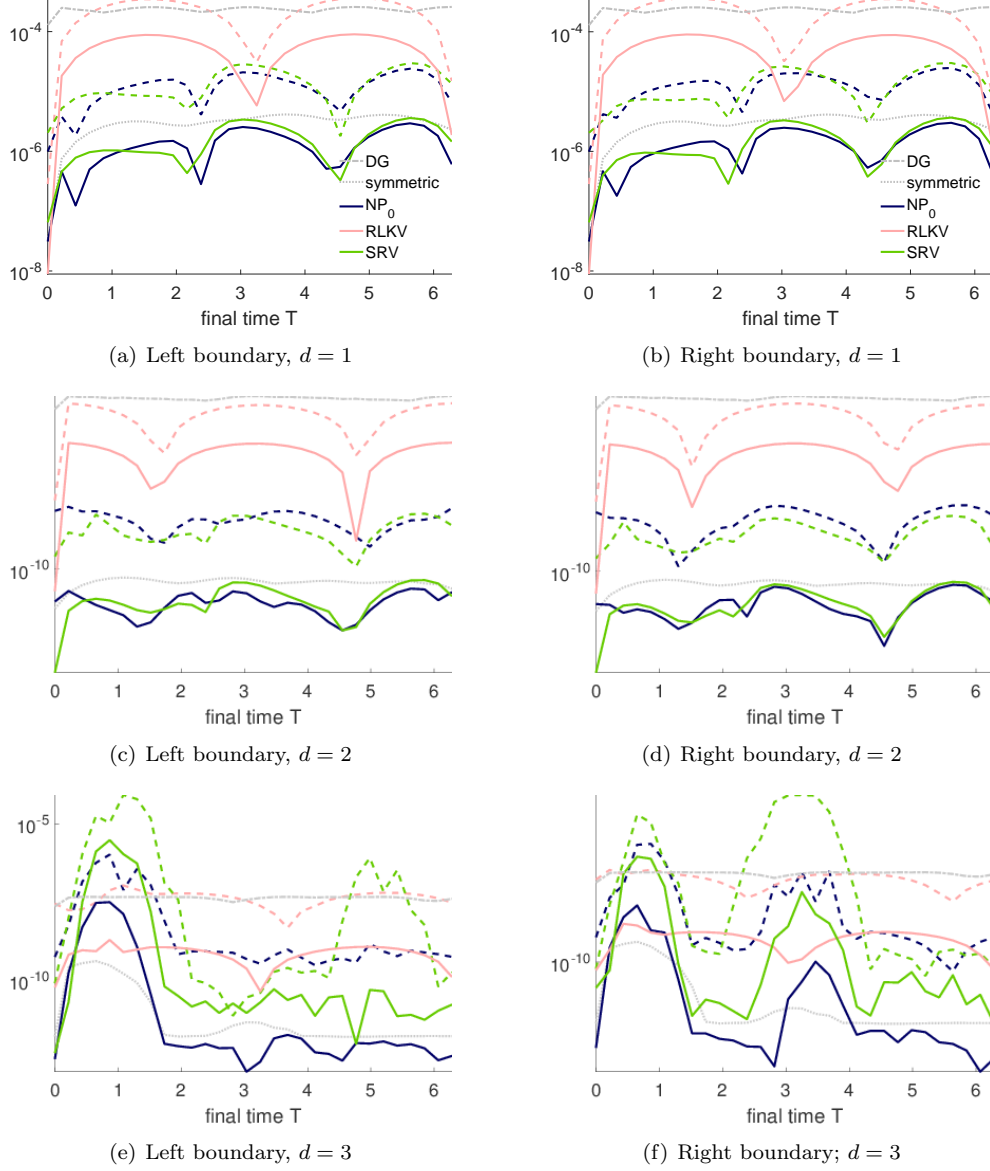 10^-4
10^-6
10^-8
DG
symmetric
NP_0
RLKV
SRV
0 1 2 3 4 5 6
final time T
(a) Left boundary, d = 1
10^-4
10^-6
10^-8
DG
symmetric
NP_0
RLKV
SRV
0 1 2 3 4 5 6
final time T
(b) Right boundary, d = 1
10^-10
0 1 2 3 4 5 6
final time T
(c) Left boundary, d = 2
10^-10
0 1 2 3 4 5 6
final time T
(d) Right boundary, d = 2
10^-5
10^-10
0 1 2 3 4 5 6
final time T
(e) Left boundary, d = 3
10^-10
0 1 2 3 4 5 6
final time T
(f) Right boundary; d = 3